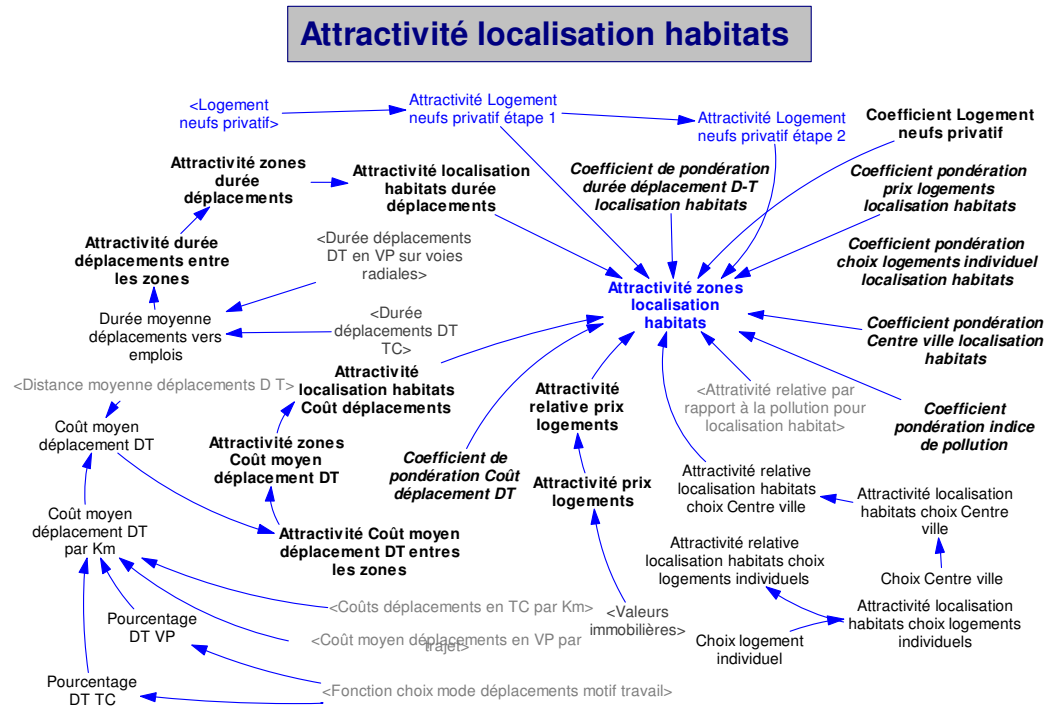 Attractivité localisation habitats
<Logement
neufs privatif>
Attractivité Logement
neufs privatif étape 1
Attractivité Logement
neufs privatif étape 2
Coefficient Logement
neufs privatif
Attractivité zones
durée
déplacements
Attractivité localisation
habitats durée
déplacements
Coefficient de pondération
durée déplacement D-T
localisation habitats
Coefficient pondération
prix logements
localisation habitats
Attractivité durée
déplacements entre
les zones
<Durée déplacements
DT en VP sur voies
radiales>
Coefficient pondération
choix logements individuel
localisation habitats
Attractivité zones
localisation
habitats
Durée moyenne
déplacements vers
emplois
<Durée
déplacements DT
TC>
Coefficient pondération
Centre ville localisation
habitats
<Distance moyenne déplacements D T>
Attractivité
localisation habitats
Coût déplacements
Attractivité
relative prix
logements
<Attrativité relative par
rapport à la pollution pour
localisation habitat>
Coefficient
pondération indice
de pollution
Coût moyen
déplacement DT
Attractivité zones
Coût moyen
déplacement DT
Coefficient de
pondération Coût
déplacement DT
Attractivité prix
logements
Attractivité relative
localisation habitats
choix Centre ville
Attractivité localisation
habitats choix Centre
ville
Coût moyen
déplacement DT
par Km
Attractivité Coût moyen
déplacement DT entres
les zones
Attractivité relative
localisation habitats choix
logements individuels
Choix Centre ville
<Coûts déplacements en TC par Km>
<Valeurs
immobilières>
Attractivité localisation
habitats choix logements
individuels
Pourcentage
DT VP
<Coût moyen déplacements en VP par
trajet>
Choix logement
individuel
Pourcentage
DT TC
<Fonction choix mode déplacements motif travail>